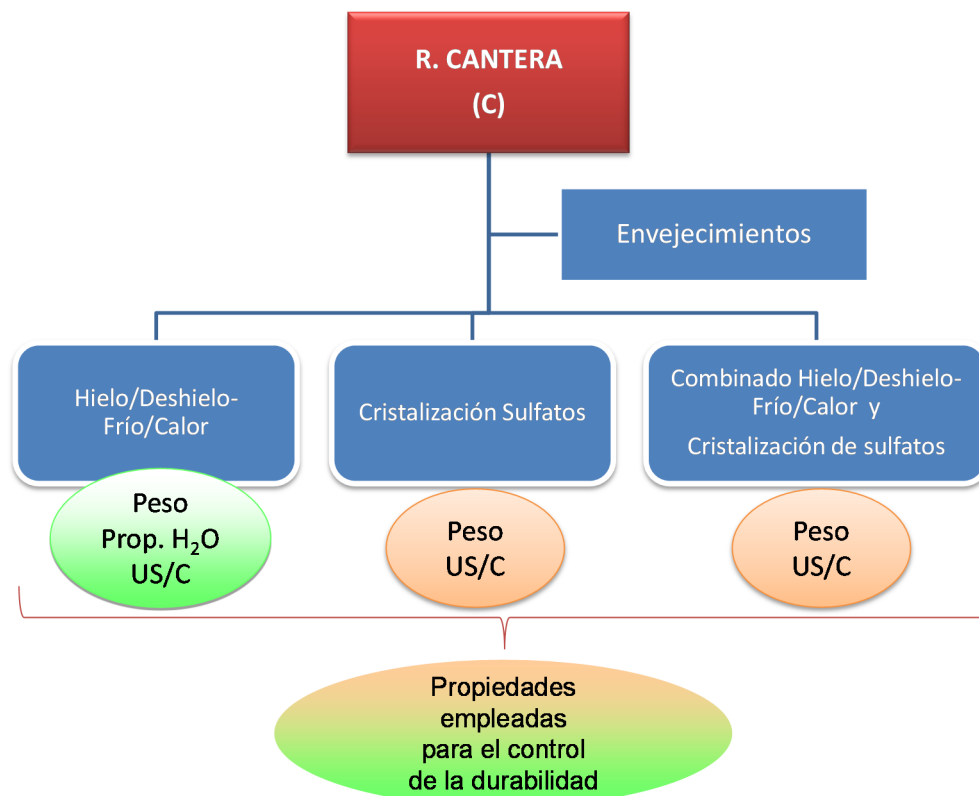 R. CANTERA
(C)
Envejecimientos
Hielo/Deshielo-
Frío/Calor
Cristalización Sulfatos
Combinado Hielo/Deshielo-
Frío/Calor y
Cristalización de sulfatos
Peso
Prop. H₂O
US/C
Peso
US/C
Peso
US/C
Propiedades
empleadas
para el control
de la durabilidad